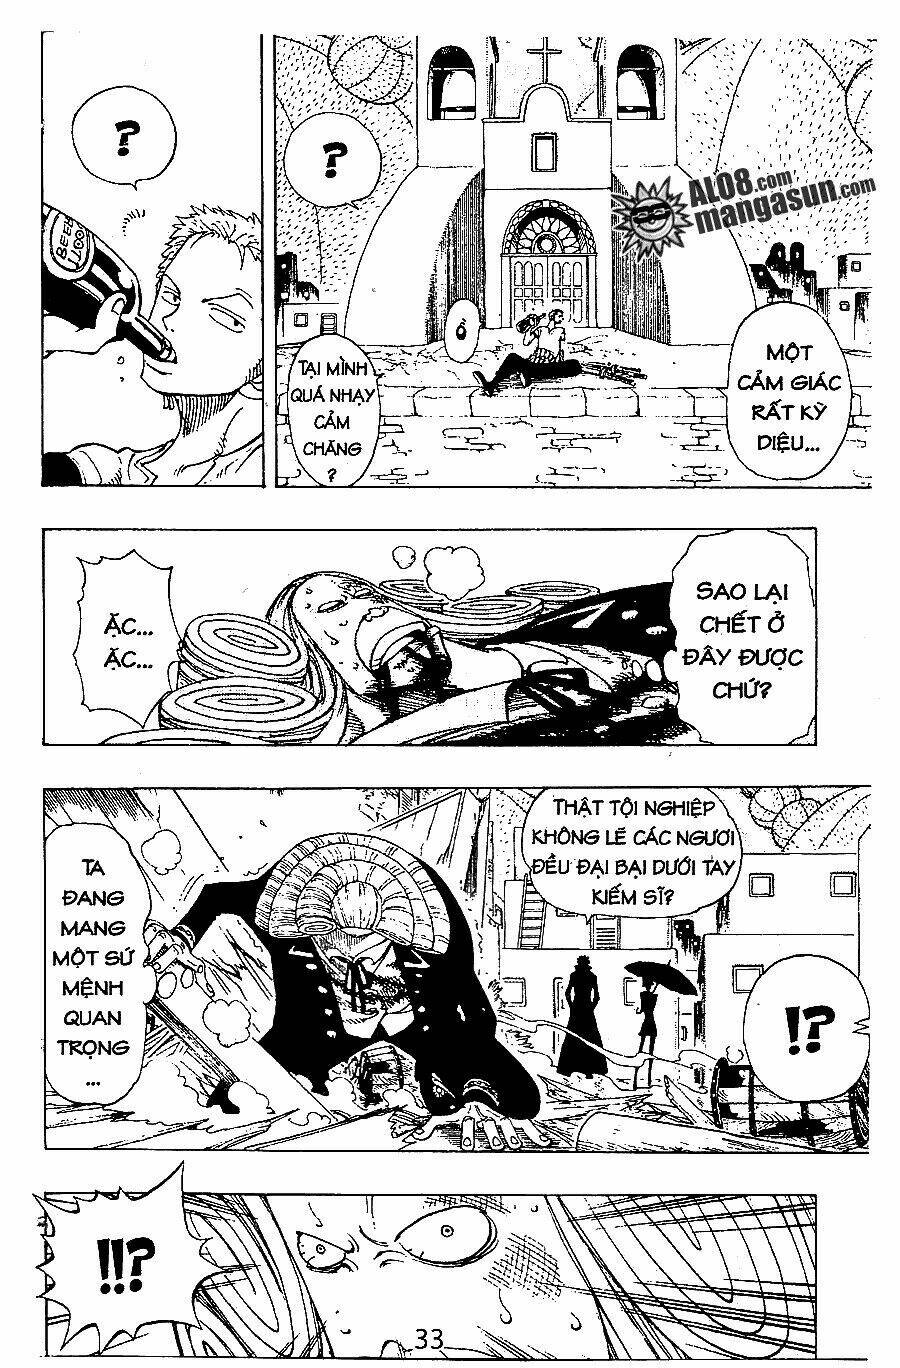 MỘT
CẢM GIÁC
RẤT KỲ
DIỆU...
?
Ồ
TẠI MÌNH
QUÁ NHẠY
CẢM
CHĂNG
?
AL08.com
mangasun.com
?
SAO LẠI
CHẾT Ở
ĐÂY ĐƯỢC
CHỨ?
ẶC...
ẶC...
THẬT TỘI NGHIỆP
KHÔNG LẼ CÁC NGƯƠI
ĐỀU ĐẠI BẠI DƯỚI TAY
KIẾM SĨ?
!?
TA
ĐANG
MANG
MỘT SỨ
MỆNH
QUAN
TRỌNG
...
!!?
33